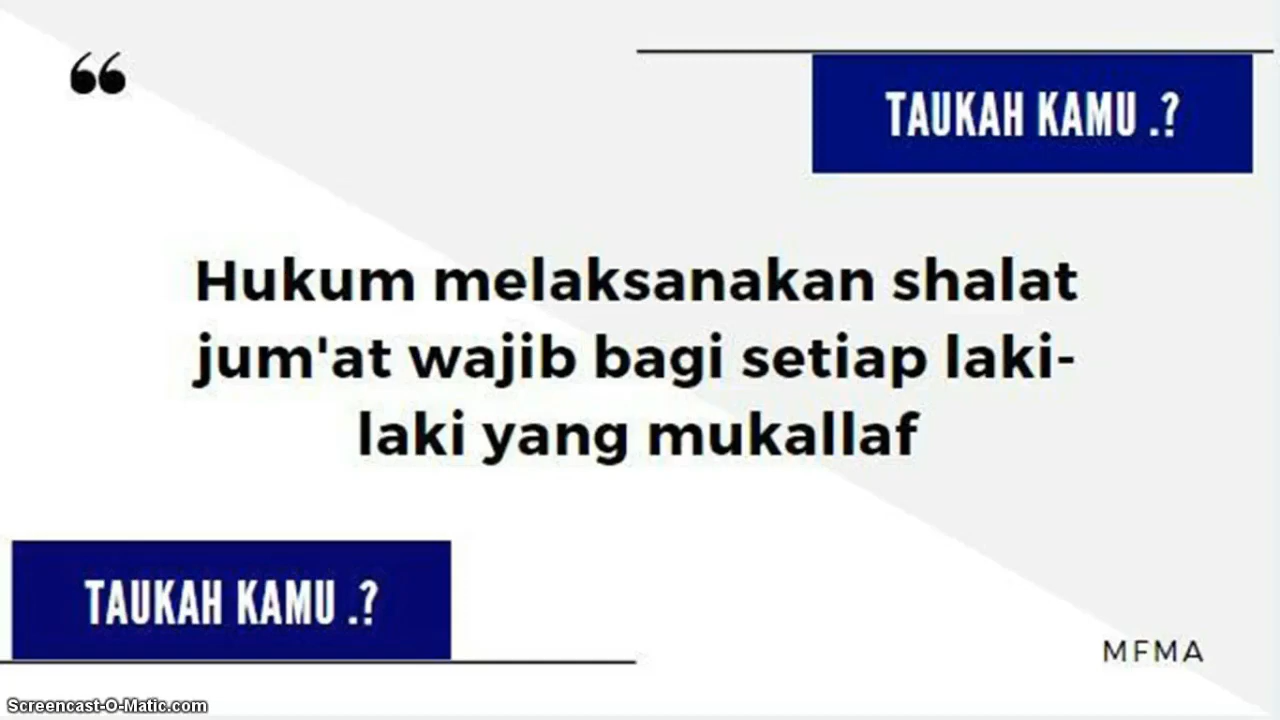 ❝
TAUKAH KAMU .?
Hukum melaksanakan shalat
jum'at wajib bagi setiap laki-
laki yang mukallaf
TAUKAH KAMU .?
MFMA
Screencast-O-Matic.com